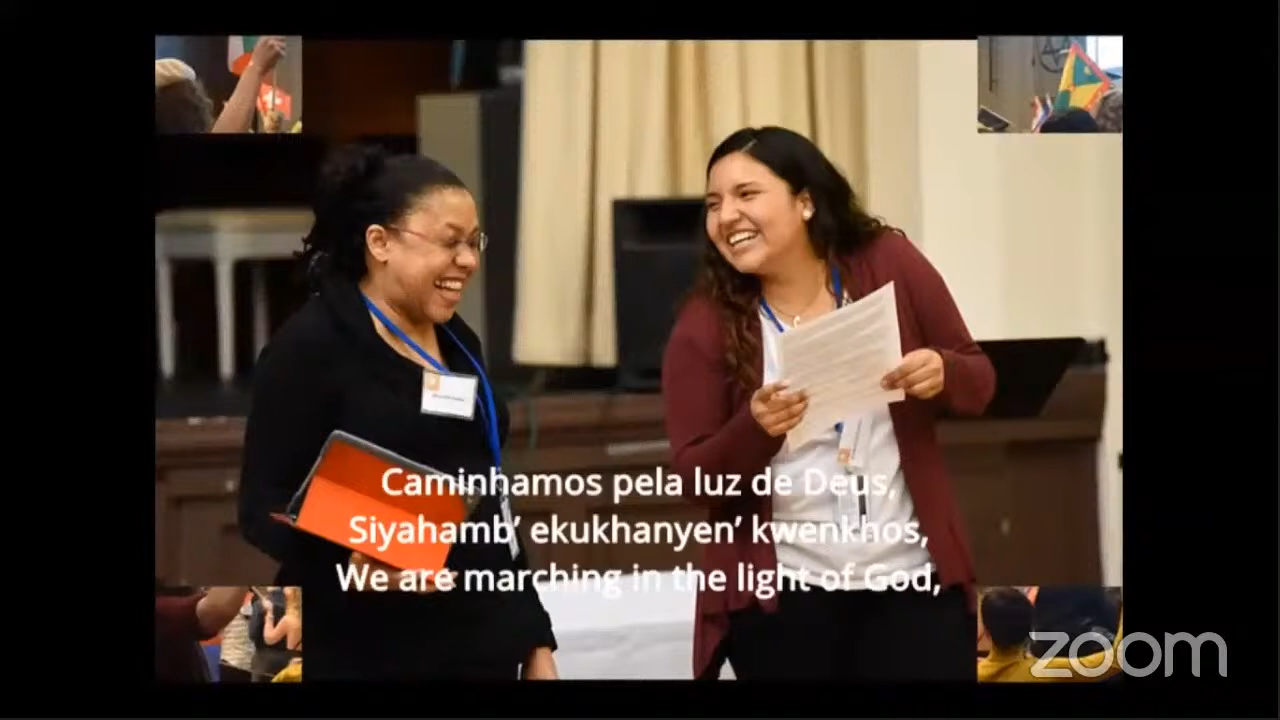 Caminhamos pela luz de Deus,
Siyahamb’ ekukhanyen’ kwenkhos,
We are marching in the light of God,
zoom